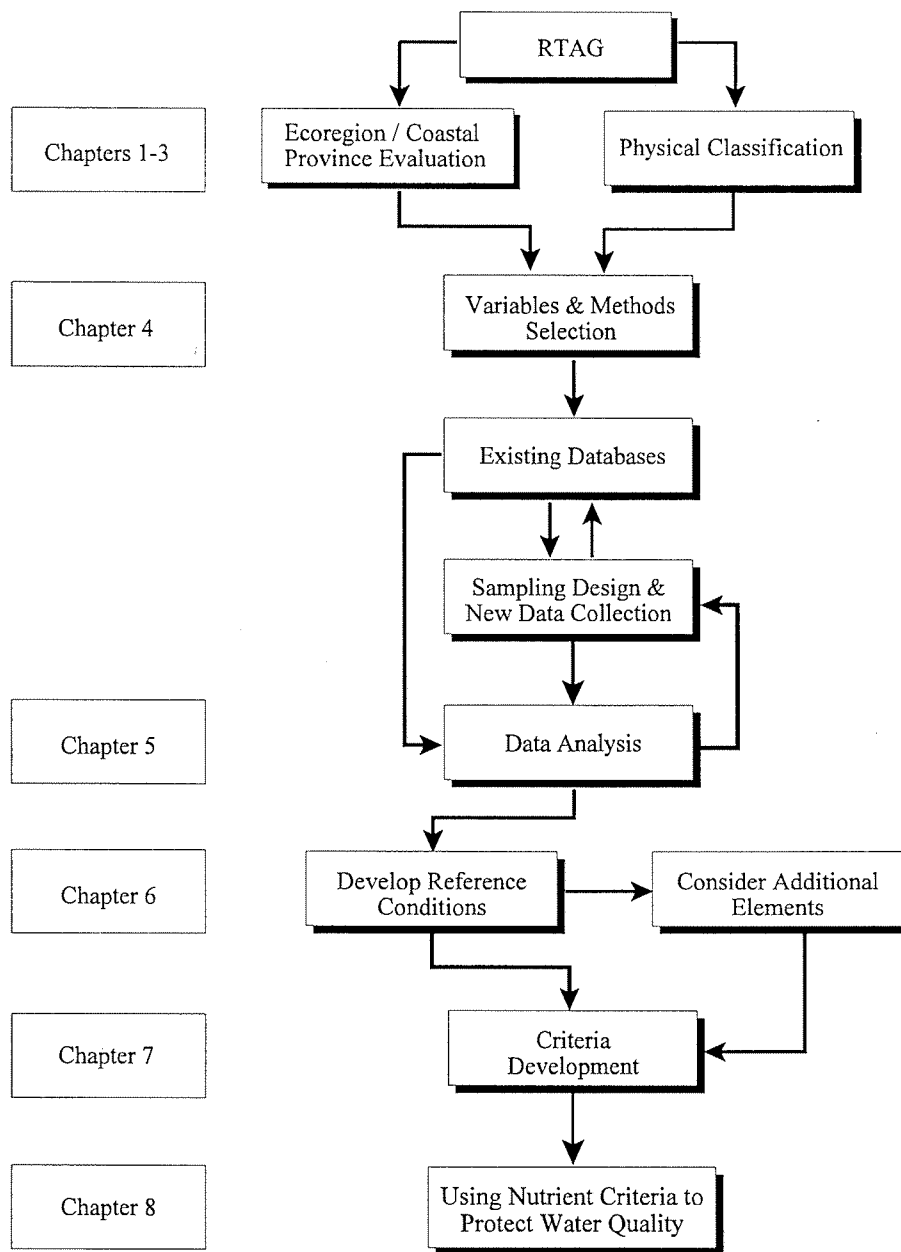 RTAG
Chapters 1-3
Ecoregion / Coastal
Province Evaluation
Physical Classification
Chapter 4
Variables & Methods
Selection
Existing Databases
Sampling Design &
New Data Collection
Chapter 5
Data Analysis
Chapter 6
Develop Reference
Conditions
Consider Additional
Elements
Chapter 7
Criteria
Development
Chapter 8
Using Nutrient Criteria to
Protect Water Quality